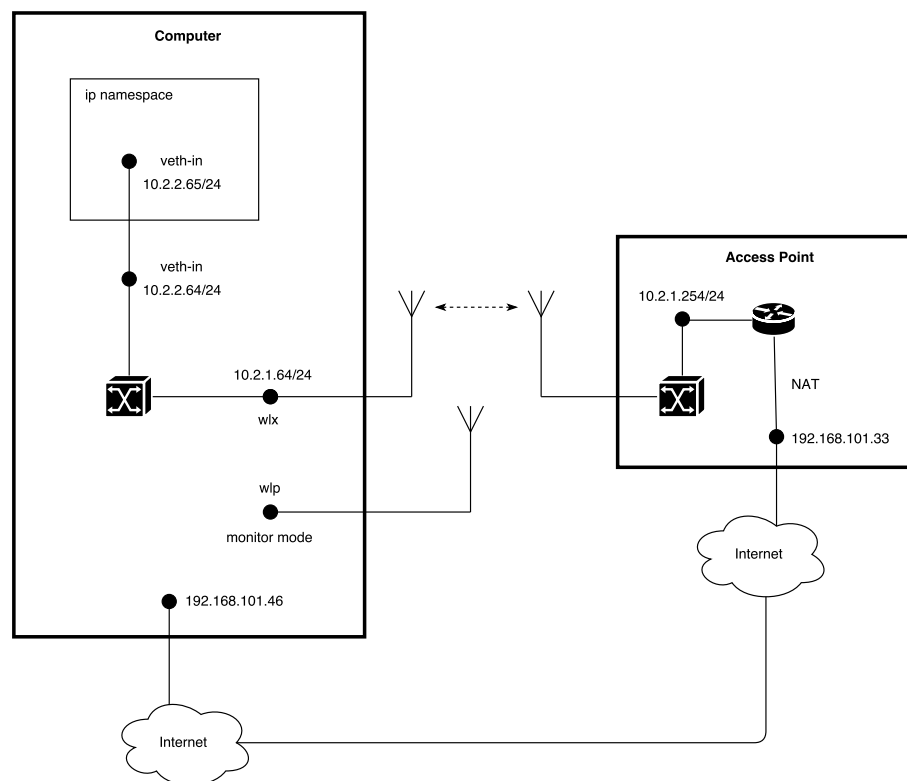 Computer
ip namespace
veth-in
10.2.2.65/24
veth-in
10.2.2.64/24
10.2.1.64/24
wlx
wlp
monitor mode
192.168.101.46
Internet
Access Point
10.2.1.254/24
NAT
192.168.101.33
Internet